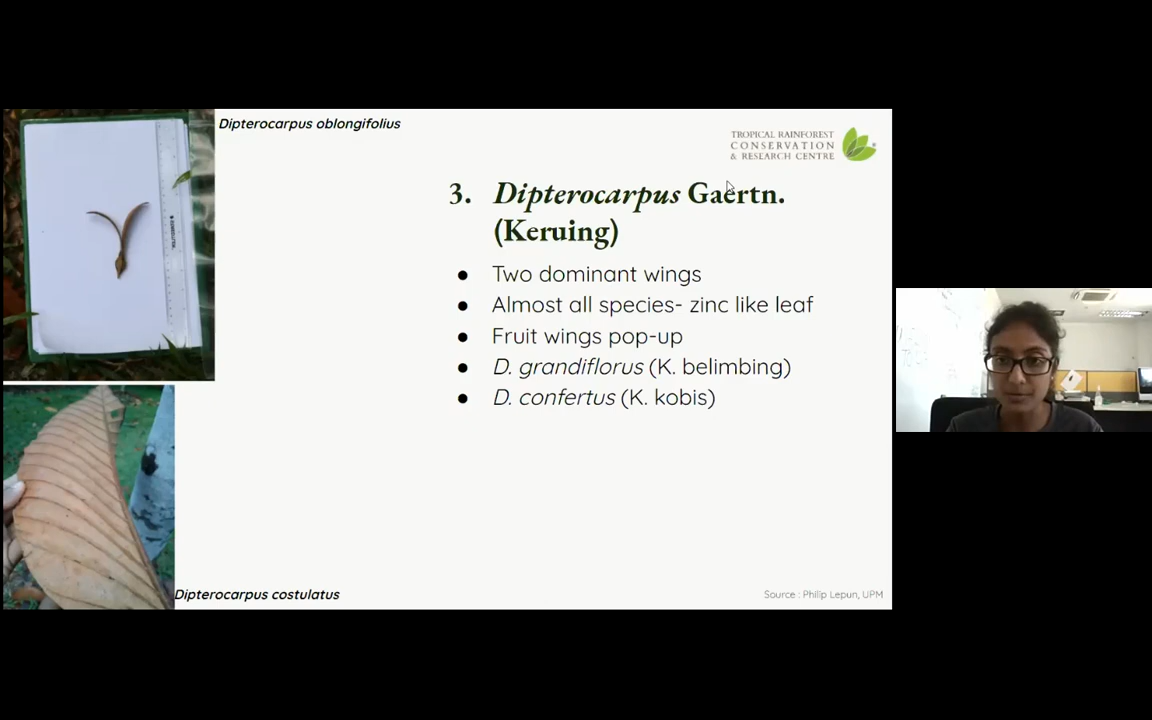 Dipterocarpus oblongifolius
TROPICAL RAINFOREST
CONSERVATION
& RESEARCH CENTRE
3. Dipterocarpus Gaertn.
(Keruing)
● Two dominant wings
● Almost all species- zinc like leaf
● Fruit wings pop-up
● D. grandiflorus (K. belimbing)
● D. confertus (K. kobis)
Dipterocarpus costulatus
Source : Philip Lepun, UPM